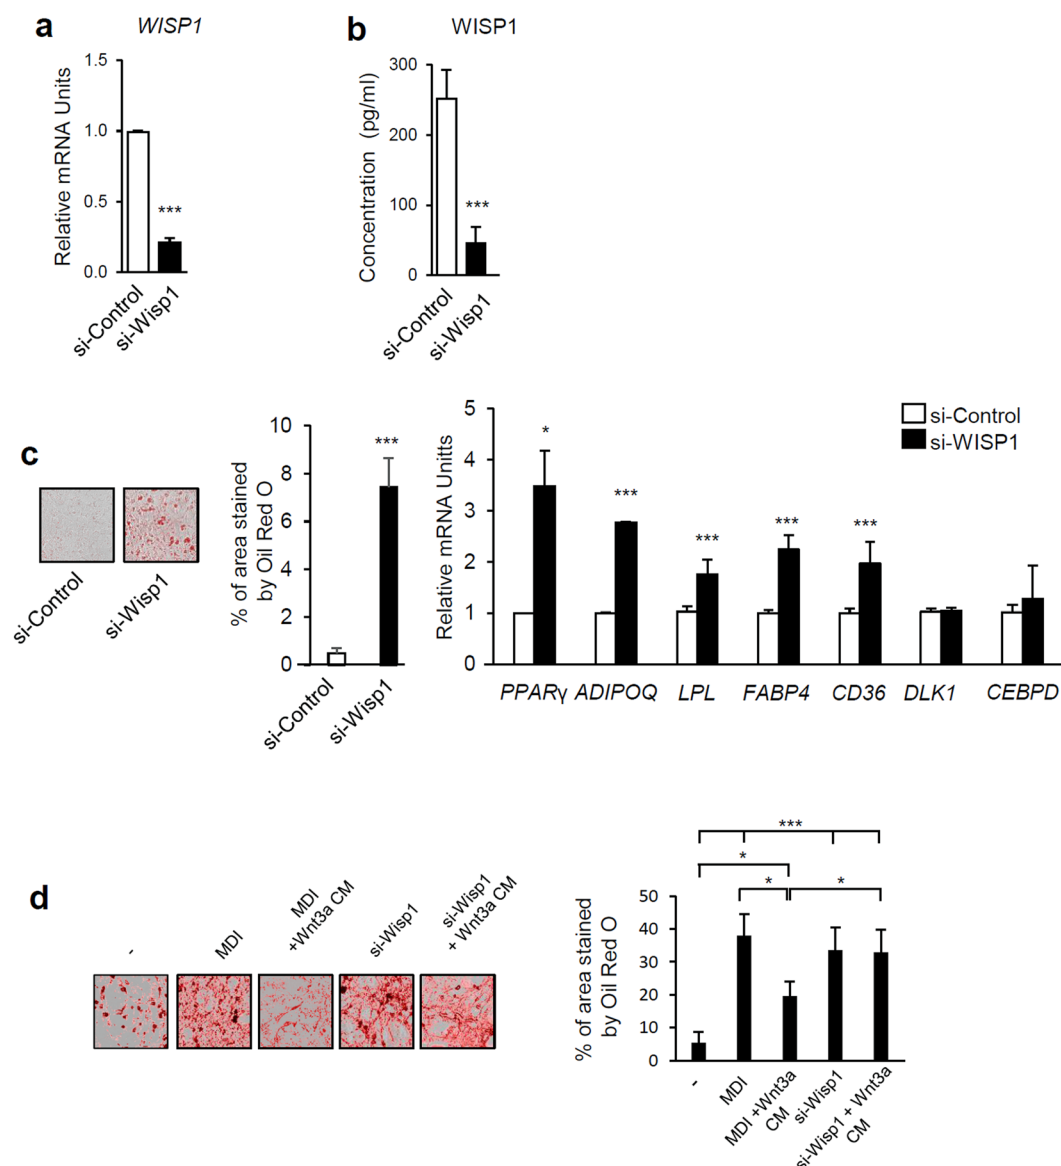 a
WISP1
Relative mRNA Units
1.5
1.0
0.5
0.0
***
si-Control
si-Wisp1
b
WISP1
Concentration (pg/ml)
300
200
100
0
***
si-Control
si-Wisp1
c
si-Control
si-Wisp1
% of area stained
by Oil Red O
10
8
6
4
2
0
***
si-Control
si-Wisp1
Relative mRNA Unitts
5
4
3
2
1
0
si-Control
si-WISP1
*
***
***
***
***
PPARγ
ADIPOQ
LPL
FABP4
CD36
DLK1
CEBPD
d
-
MDI
MDI
+Wnt3a CM
si-Wisp1
si-Wisp1
+ Wnt3a CM
% of area stained
by Oil Red O
50
40
30
20
10
0
***
*
*
*
-
MDI
MDI +Wnt3a
CM
si-Wisp1
si-Wisp1 + Wnt3a
CM